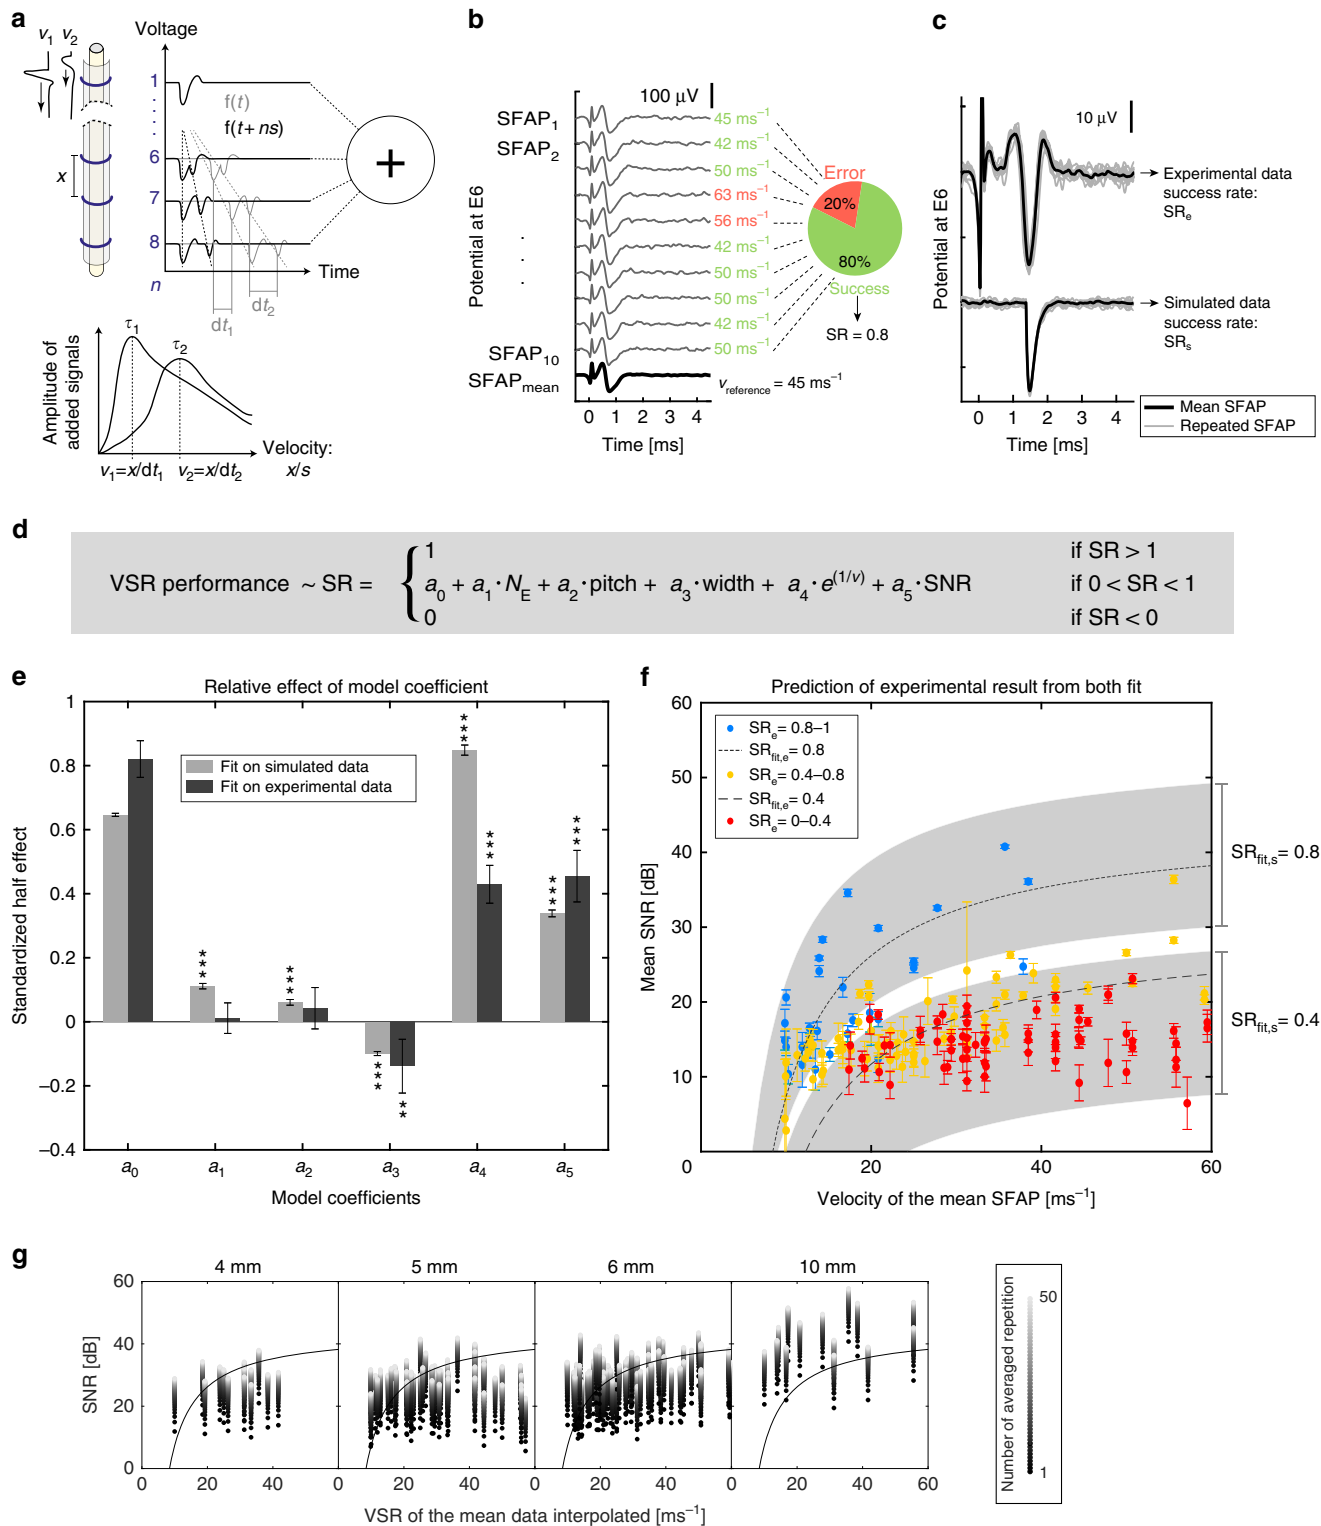 a
v1 v2
Voltage
1
6
7
8
n
x
f(t)
f(t+ns)
+
Time
dt1
dt2
τ1
τ2
Amplitude of
added signals
Velocity:
x/s
v1=x/dt1
v2=x/dt2
b
100 µV
SFAP1
SFAP2
SFAP10
SFAPmean
Potential at E6
45 ms−1
42 ms−1
50 ms−1
63 ms−1
56 ms−1
42 ms−1
50 ms−1
50 ms−1
42 ms−1
50 ms−1
Error
20%
80%
Success
SR = 0.8
vreference = 45 ms−1
0 1 2 3 4
Time [ms]
c
10 µV
Potential at E6
Experimental data
success rate:
SRe
Simulated data
success rate:
SRs
0 1 2 3 4
Time [ms]
Mean SFAP
Repeated SFAP
d
VSR performance ~ SR =
1 if SR > 1
a0 + a1·NE + a2·pitch + a3·width + a4·e(1/v) + a5·SNR if 0 < SR < 1
0 if SR < 0
e
Relative effect of model coefficient
1
0.8
0.6
0.4
0.2
0
−0.2
−0.4
Standardized half effect
Fit on simulated data
Fit on experimental data
***
***
***
**
***
***
***
***
***
a0 a1 a2 a3 a4 a5
Model coefficients
f
Prediction of experimental result from both fit
60
50
40
30
20
10
Mean SNR [dB]
SRe= 0.8–1
SRfit,e= 0.8
SRe= 0.4–0.8
SRfit,e= 0.4
SRe= 0–0.4
SRfit,s= 0.8
SRfit,s= 0.4
0 20 40 60
Velocity of the mean SFAP [ms−1]
g
4 mm 5 mm 6 mm 10 mm
60
40
20
0
SNR [dB]
0 20 40 0 20 40 0 20 40 0 20 40 60
VSR of the mean data interpolated [ms−1]
Number of averaged repetition
50
1